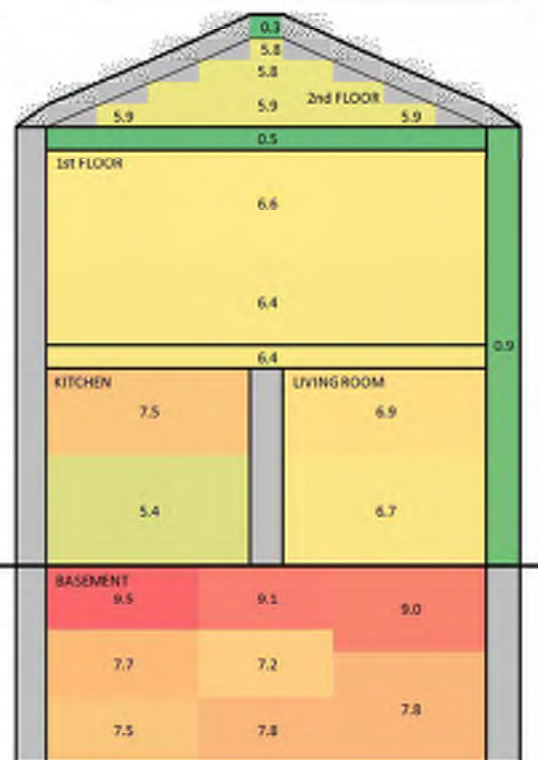 0.3
5.8
5.8
5.9 2nd FLOOR
5.9 5.9
0.5
1st FLOOR
6.6
6.4
0.9
6.4
KITCHEN LIVING ROOM
7.5 6.9
5.4 6.7
BASEMENT
9.5 9.1 9.0
7.7 7.2
7.8
7.5 7.8